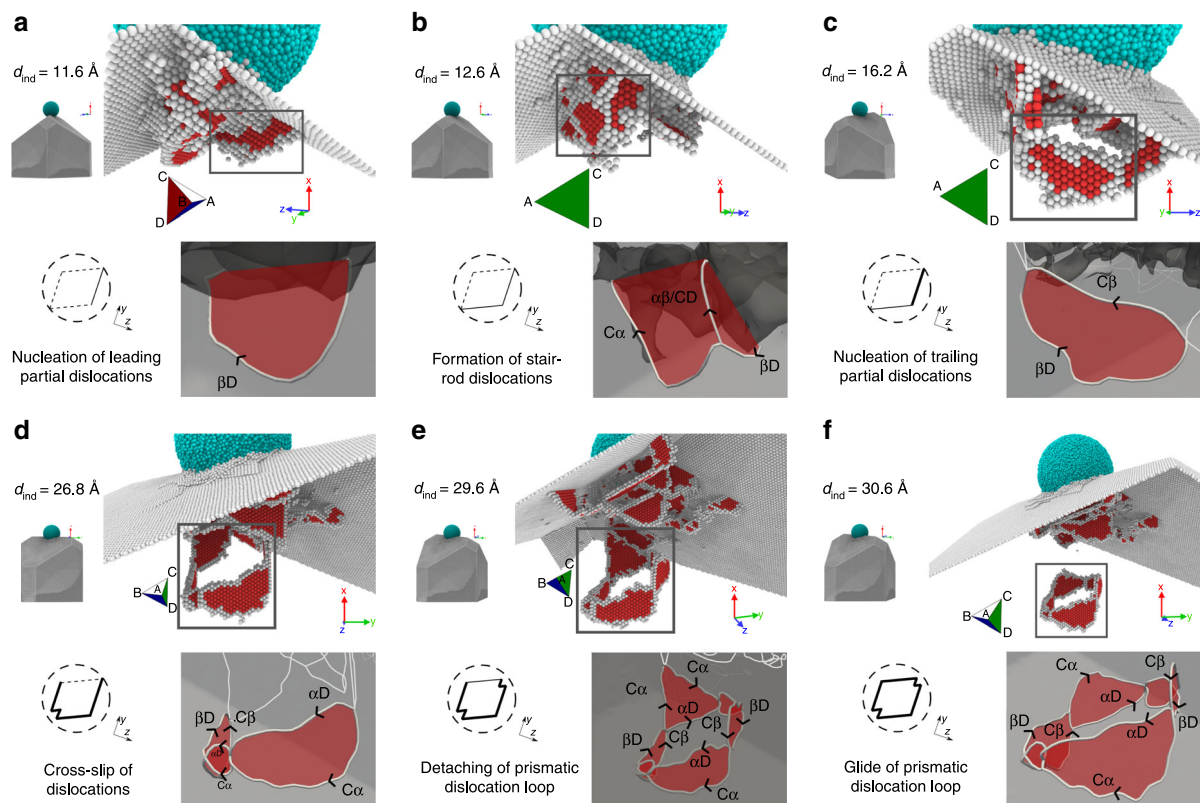 a
d_ind = 11.6 Å
C
B
A
D
x
z
y
y
z
Nucleation of leading
partial dislocations
βD
b
d_ind = 12.6 Å
C
A
D
x
z
y
y
z
Formation of stair-
rod dislocations
αβ/CD
Cα
βD
c
d_ind = 16.2 Å
C
A
D
x
y
z
y
z
Nucleation of trailing
partial dislocations
Cβ
βD
d
d_ind = 26.8 Å
C
B
A
D
x
y
z
y
z
Cross-slip of
dislocations
αD
βD
Cβ
αD
Cα
Cα
e
d_ind = 29.6 Å
C
B
A
D
x
y
z
y
z
Detaching of prismatic
dislocation loop
Cα
Cα
αD
Cβ
βD
Cβ
αD
βD
Cα
f
d_ind = 30.6 Å
C
B
A
D
x
y
z
y
z
Glide of prismatic
dislocation loop
Cα
Cβ
αD
βD
βD
Cβ
αD
Cα